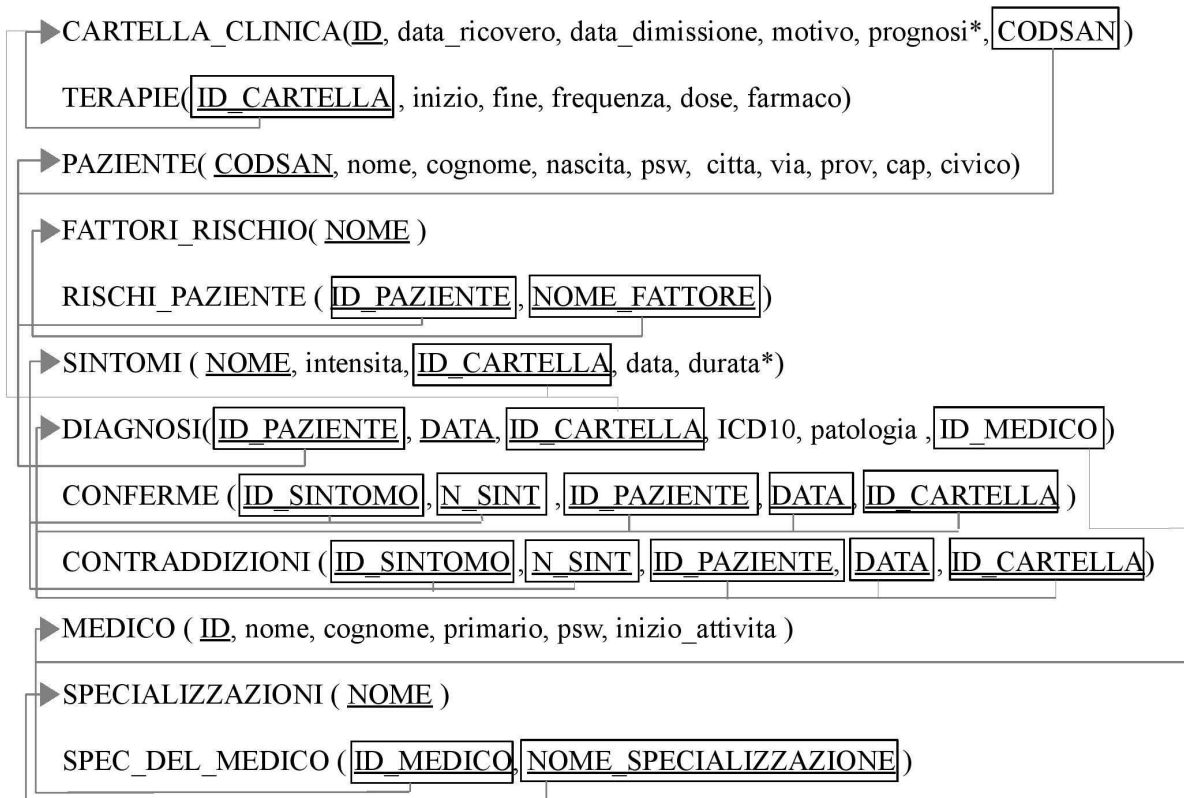 CARTELLA_CLINICA(ID, data_ricovero, data_dimissione, motivo, prognosi*, CODSAN )
TERAPIE( ID_CARTELLA , inizio, fine, frequenza, dose, farmaco)
PAZIENTE( CODSAN, nome, cognome, nascita, psw, citta, via, prov, cap, civico)
FATTORI_RISCHIO( NOME )
RISCHI_PAZIENTE ( ID_PAZIENTE , NOME_FATTORE )
SINTOMI ( NOME, intensita, ID_CARTELLA, data, durata*)
DIAGNOSI( ID_PAZIENTE , DATA, ID_CARTELLA, ICD10, patologia , ID_MEDICO )
CONFERME ( ID_SINTOMO , N_SINT , ID_PAZIENTE, DATA , ID_CARTELLA )
CONTRADDIZIONI ( ID_SINTOMO , N_SINT , ID_PAZIENTE, DATA , ID_CARTELLA)
MEDICO ( ID, nome, cognome, primario, psw, inizio_attivita )
SPECIALIZZAZIONI ( NOME )
SPEC_DEL_MEDICO ( ID_MEDICO, NOME_SPECIALIZZAZIONE )